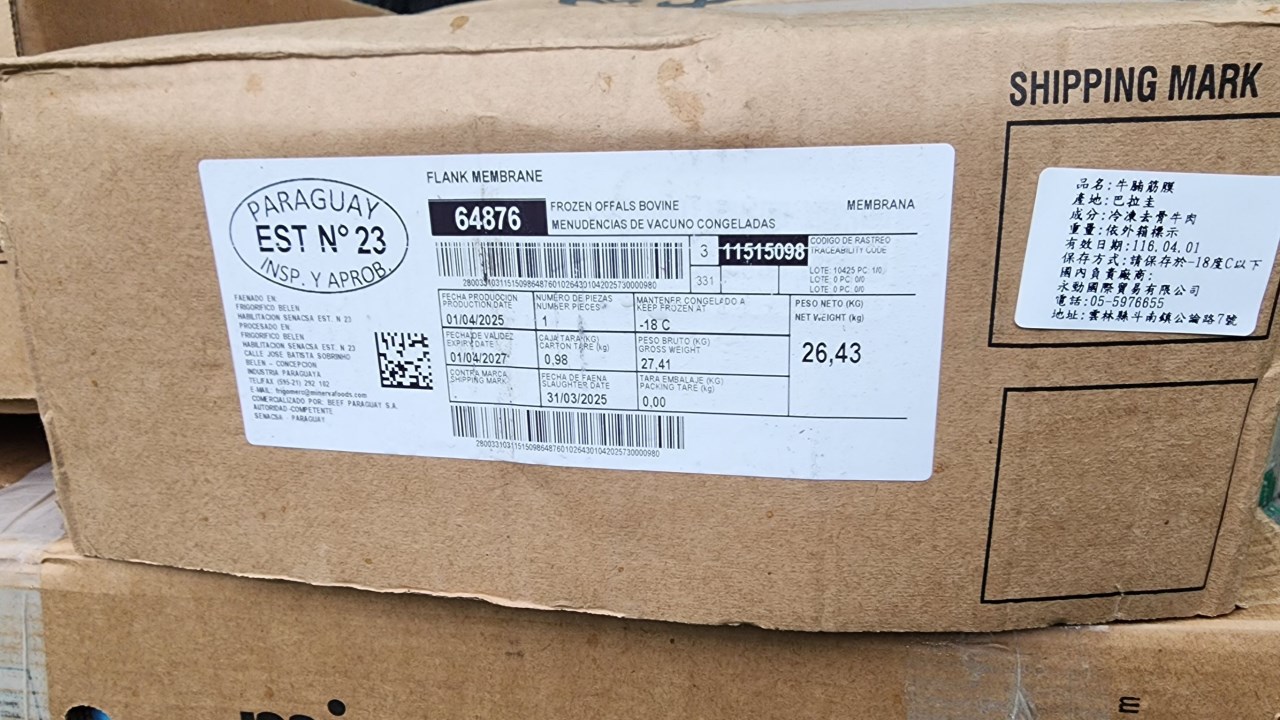 SHIPPING MARK
PARAGUAY
EST Nº 23
INSP. Y APROB.
FLANK MEMBRANE
64876
FROZEN OFFALS BOVINE
MENUDENCIAS DE VACUNO CONGELADAS
MEMBRANA
3
11515098
CODIGO DE RASTREO
TRACEABILITY CODE
331
LOTE: 10425 PC: 1/0
LOTE: 0 PC: 0/0
LOTE: 0 PC: 0/0
FECHA PRODUCCION
PRODUCTION DATE
01/04/2025
NUMERO DE PIEZAS
NUMBER PIECES
1
MANTENER CONGELADO A
KEEP FROZEN AT
-18 C
PESO NETO (KG)
NET WEIGHT (kg)
26,43
FECHA DE VALIDEZ
EXPIRY DATE
01/04/2027
CAJA TARA (KG)
CARTON TARE (kg)
0,98
PESO BRUTO (KG)
GROSS WEIGHT
27,41
CONTRA MARCA
SHIPPING MARK
FECHA DE FAENA
SLAUGHTER DATE
31/03/2025
TARA EMBALAJE (KG)
PACKING TARE (kg)
0,00
FAENADO EN:
FRIGORIFICO BELEN
HABILITACION SENACSA EST. N 23
PROCESADO EN:
FRIGORIFICO BELEN
HABILITACION SENACSA EST. N 23
CALLE JOSE BATISTA SOBRINHO
BELEN - CONCEPCION
INDUSTRIA PARAGUAYA
TEL/FAX (595-21) 292 102
COMERCIALIZADO POR: BEEF PARAGUAY S.A.
AUTORIDAD COMPETENTE
SENACSA - PARAGUAY
品名:牛腩筋膜
產地:巴拉圭
成分:冷凍去骨牛肉
重量:依外箱標示
有效日期:116.04.01
保存方式:請保存於-18度C以下
國內負責廠商:
永勤國際貿易有限公司
電話:05-5976655
地址:雲林縣斗南鎮公論路7號